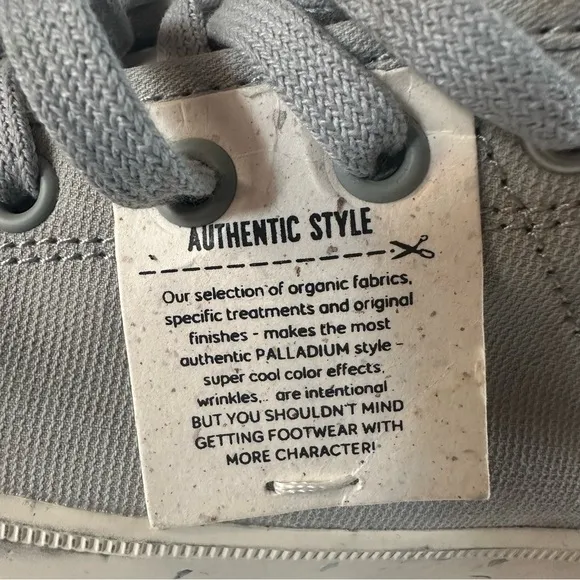 AUTHENTIC STYLE
Our selection of organic fabrics,
specific treatments and original
finishes - makes the most
authentic PALLADIUM style -
super cool color effects,
wrinkles,.. are intentional
BUT YOU SHOULDN'T MIND
GETTING FOOTWEAR WITH
MORE CHARACTER!